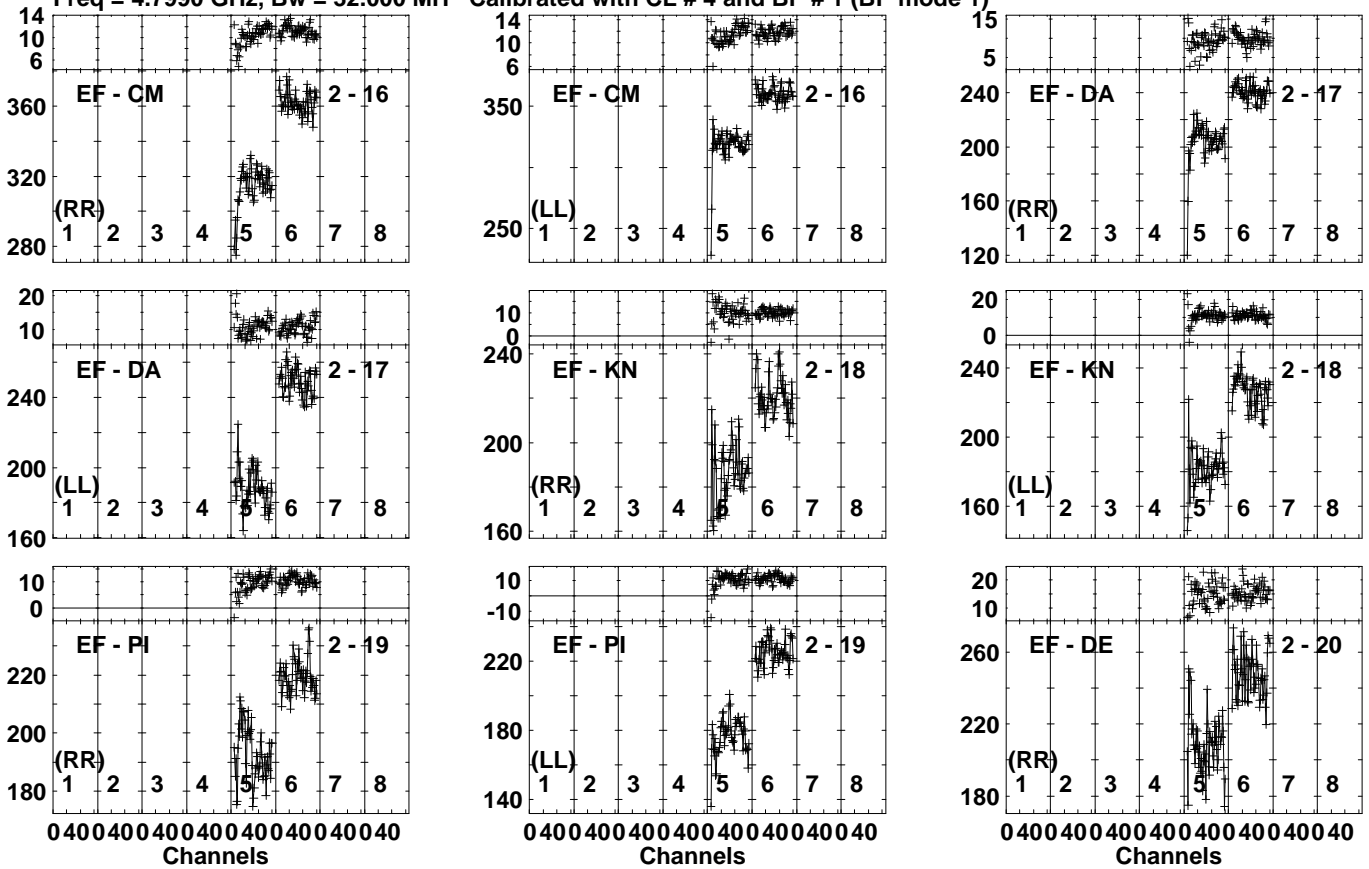 Freq = 4.7990 GHz, Bw = 32.000 MH Calibrated with CL # 4 and BP # 1 (BP mode 1)
14 10 6
EF - CM 2 - 16
360 320 280
(RR)
1 2 3 4 5 6 7 8
14 10 6
EF - CM 2 - 16
350 250
(LL)
1 2 3 4 5 6 7 8
15 5
EF - DA 2 - 17
240 200 160 120
(RR)
1 2 3 4 5 6 7 8
20 10
EF - DA 2 - 17
240 200 160
(LL)
1 2 3 4 5 6 7 8
10 0
EF - KN 2 - 18
240 200 160
(RR)
1 2 3 4 5 6 7 8
20 0
EF - KN 2 - 18
240 200 160
(LL)
1 2 3 4 5 6 7 8
10 0
EF - PI 2 - 19
220 200 180
(RR)
1 2 3 4 5 6 7 8
0 40 0 40 0 40 0 40 0 40 0 40 0 40 0 40
Channels
10 -10
EF - PI 2 - 19
220 180 140
(LL)
1 2 3 4 5 6 7 8
0 40 0 40 0 40 0 40 0 40 0 40 0 40 0 40
Channels
20 10
EF - DE 2 - 20
260 220 180
(RR)
1 2 3 4 5 6 7 8
0 40 0 40 0 40 0 40 0 40 0 40 0 40 0 40
Channels